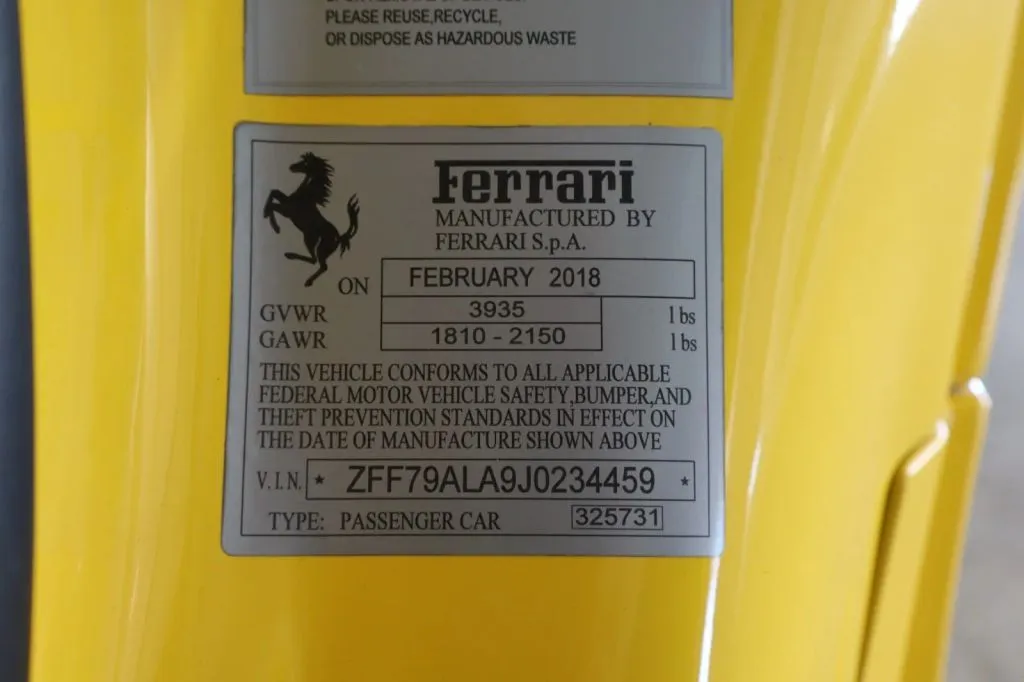 PLEASE REUSE,RECYCLE,
OR DISPOSE AS HAZARDOUS WASTE
Ferrari
MANUFACTURED BY
FERRARI S.p.A.
ON FEBRUARY 2018
GVWR 3935 lbs
GAWR 1810 - 2150 lbs
THIS VEHICLE CONFORMS TO ALL APPLICABLE
FEDERAL MOTOR VEHICLE SAFETY,BUMPER,AND
THEFT PREVENTION STANDARDS IN EFFECT ON
THE DATE OF MANUFACTURE SHOWN ABOVE
V.I.N. * ZFF79ALA9J0234459 *
TYPE: PASSENGER CAR 325731